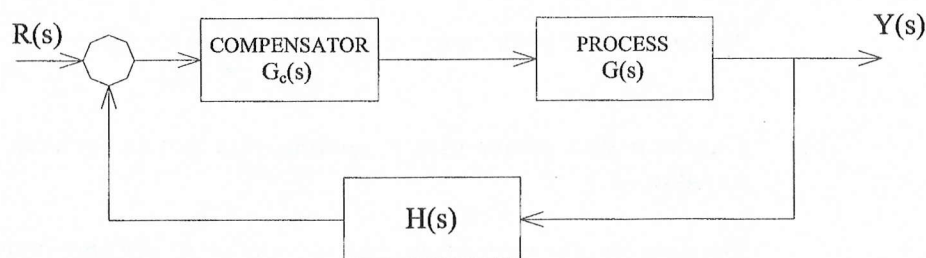 R(s)
COMPENSATOR
G_c(s)
PROCESS
G(s)
Y(s)
H(s)